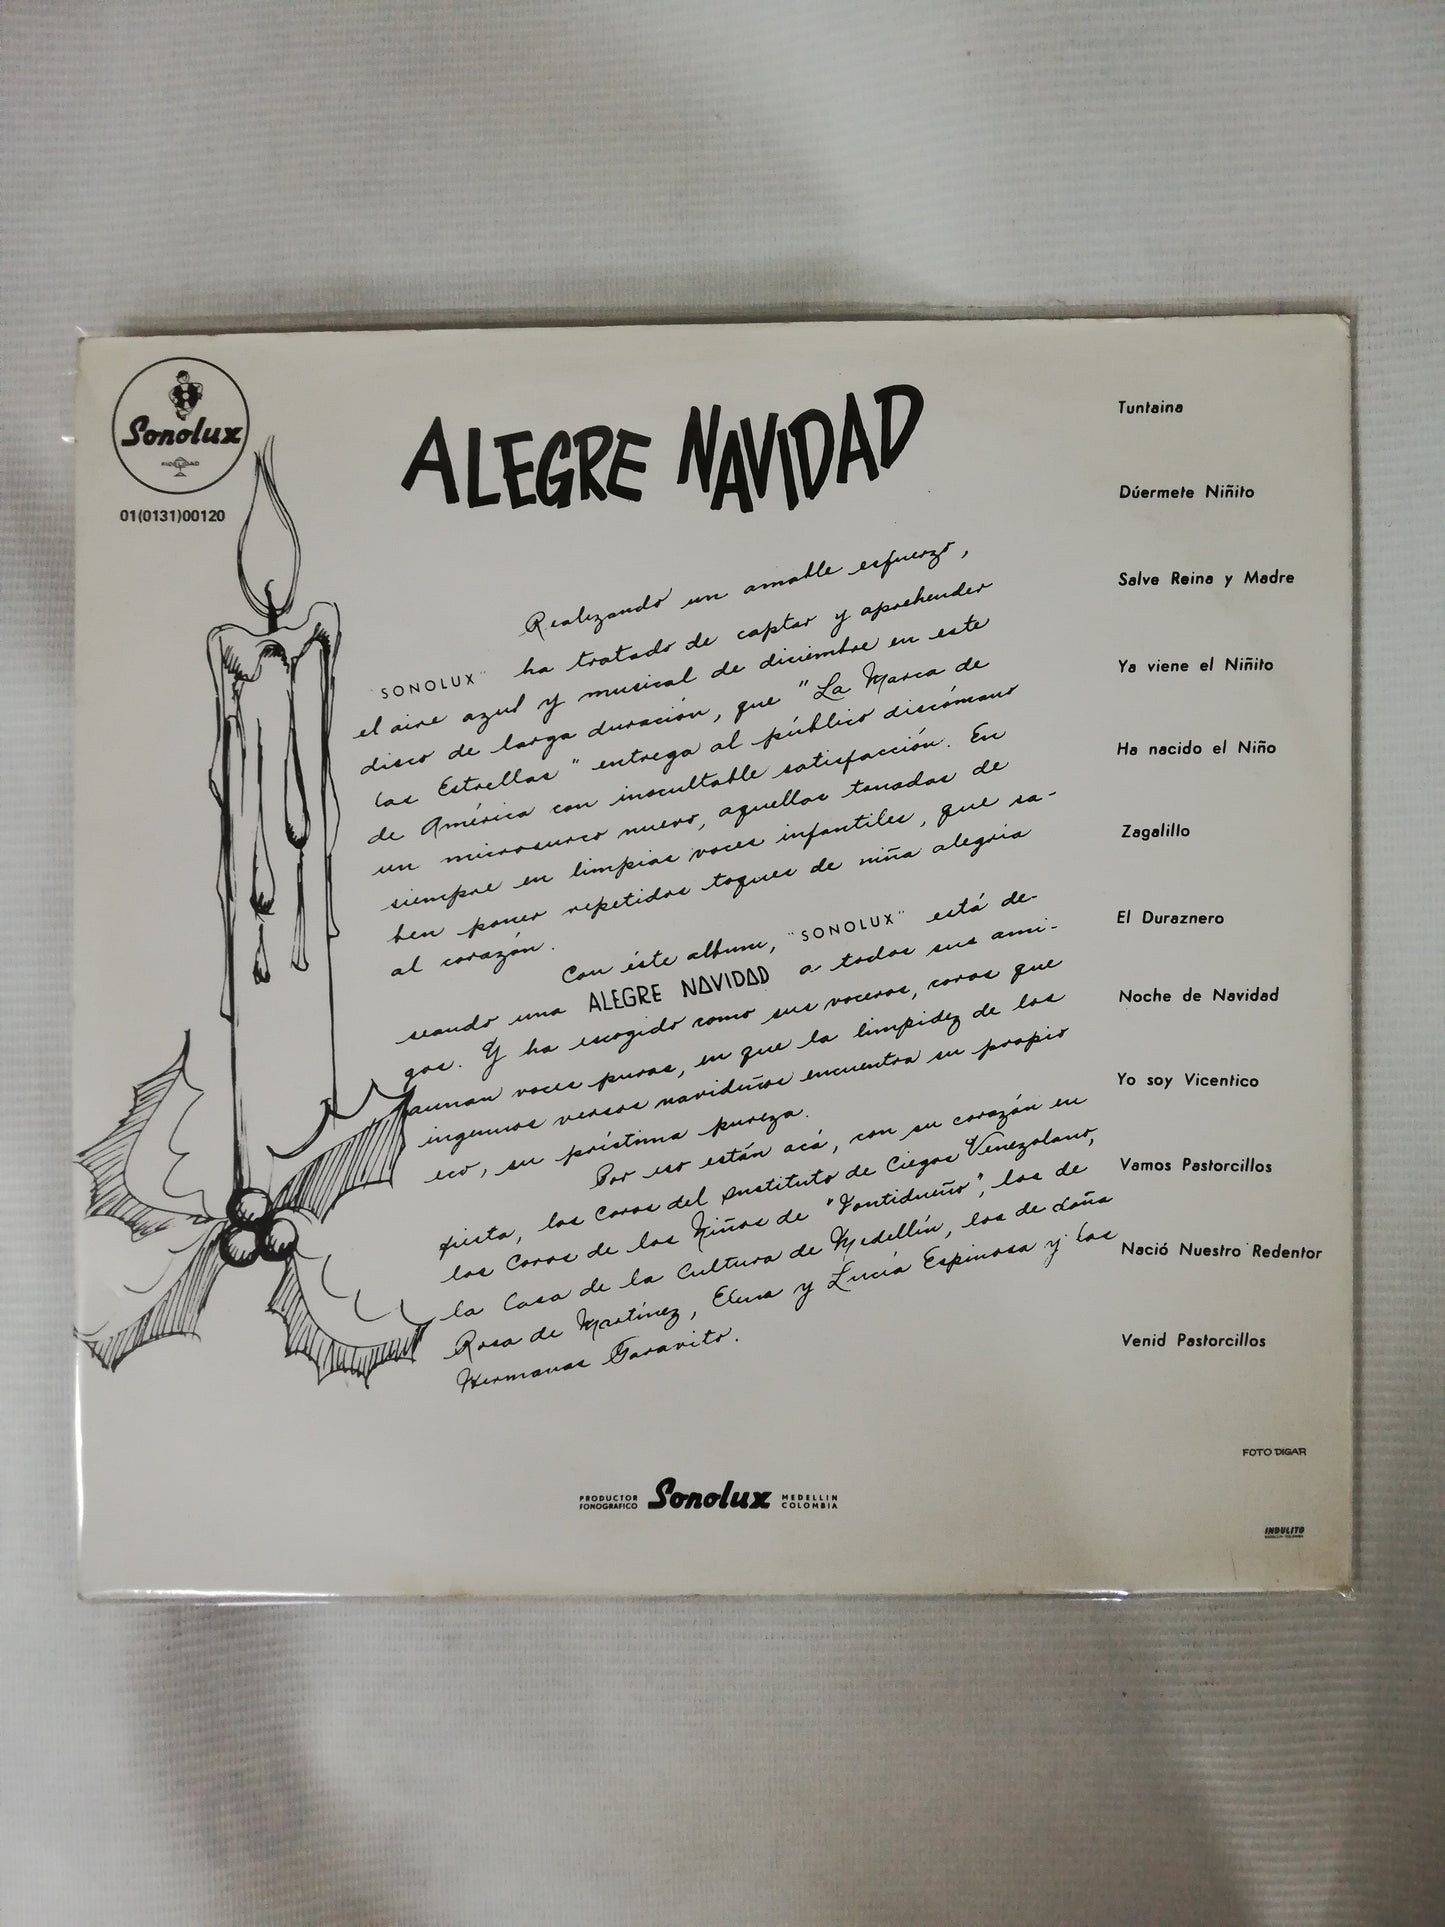 Sonolux
FIDELIDAD
01(0131)00120
ALEGRE NAVIDAD
Realizando un amable esfuerzo,
"SONOLUX" ha tratado de captar y aprehender
el aire azul y musical de diciembre en este
disco de larga duración, que "La Marca de
las Estrellas" entrega al público discómano
de América con inocultable satisfacción. En
un microsurco nuevo, aquellas tonadas de
siempre en limpias voces infantiles, que sa-
ben poner repetidos toques de niña alegria
al corazón.
Con éste album, "SONOLUX" está de-
seando una ALEGRE NAVIDAD a todos sus ami-
gos. Y ha escogido como sus voceros, coros que
aunan voces puras, en que la limpidez de los
ingenuos versos navideños encuentra su propio
eco, su prístina pureza.
Por eso están acá, con su corazón en
fiesta, los Coros del Instituto de Ciegos Venezolano,
los Coros de los Niños de "Fontidueño", los de
la Casa de la Cultura de Medellín, los de doña
Rosa de Martínez, Elena y Lucía Espinosa y las
Hermanas Garavito.
Tuntaina
Dúermete Niñito
Salve Reina y Madre
Ya viene el Niñito
Ha nacido el Niño
Zagalillo
El Duraznero
Noche de Navidad
Yo soy Vicentico
Vamos Pastorcillos
Nació Nuestro Redentor
Venid Pastorcillos
FOTO DIGAR
PRODUCTOR
FONOGRAFICO
Sonolux
MEDELLIN
COLOMBIA
INDULITO